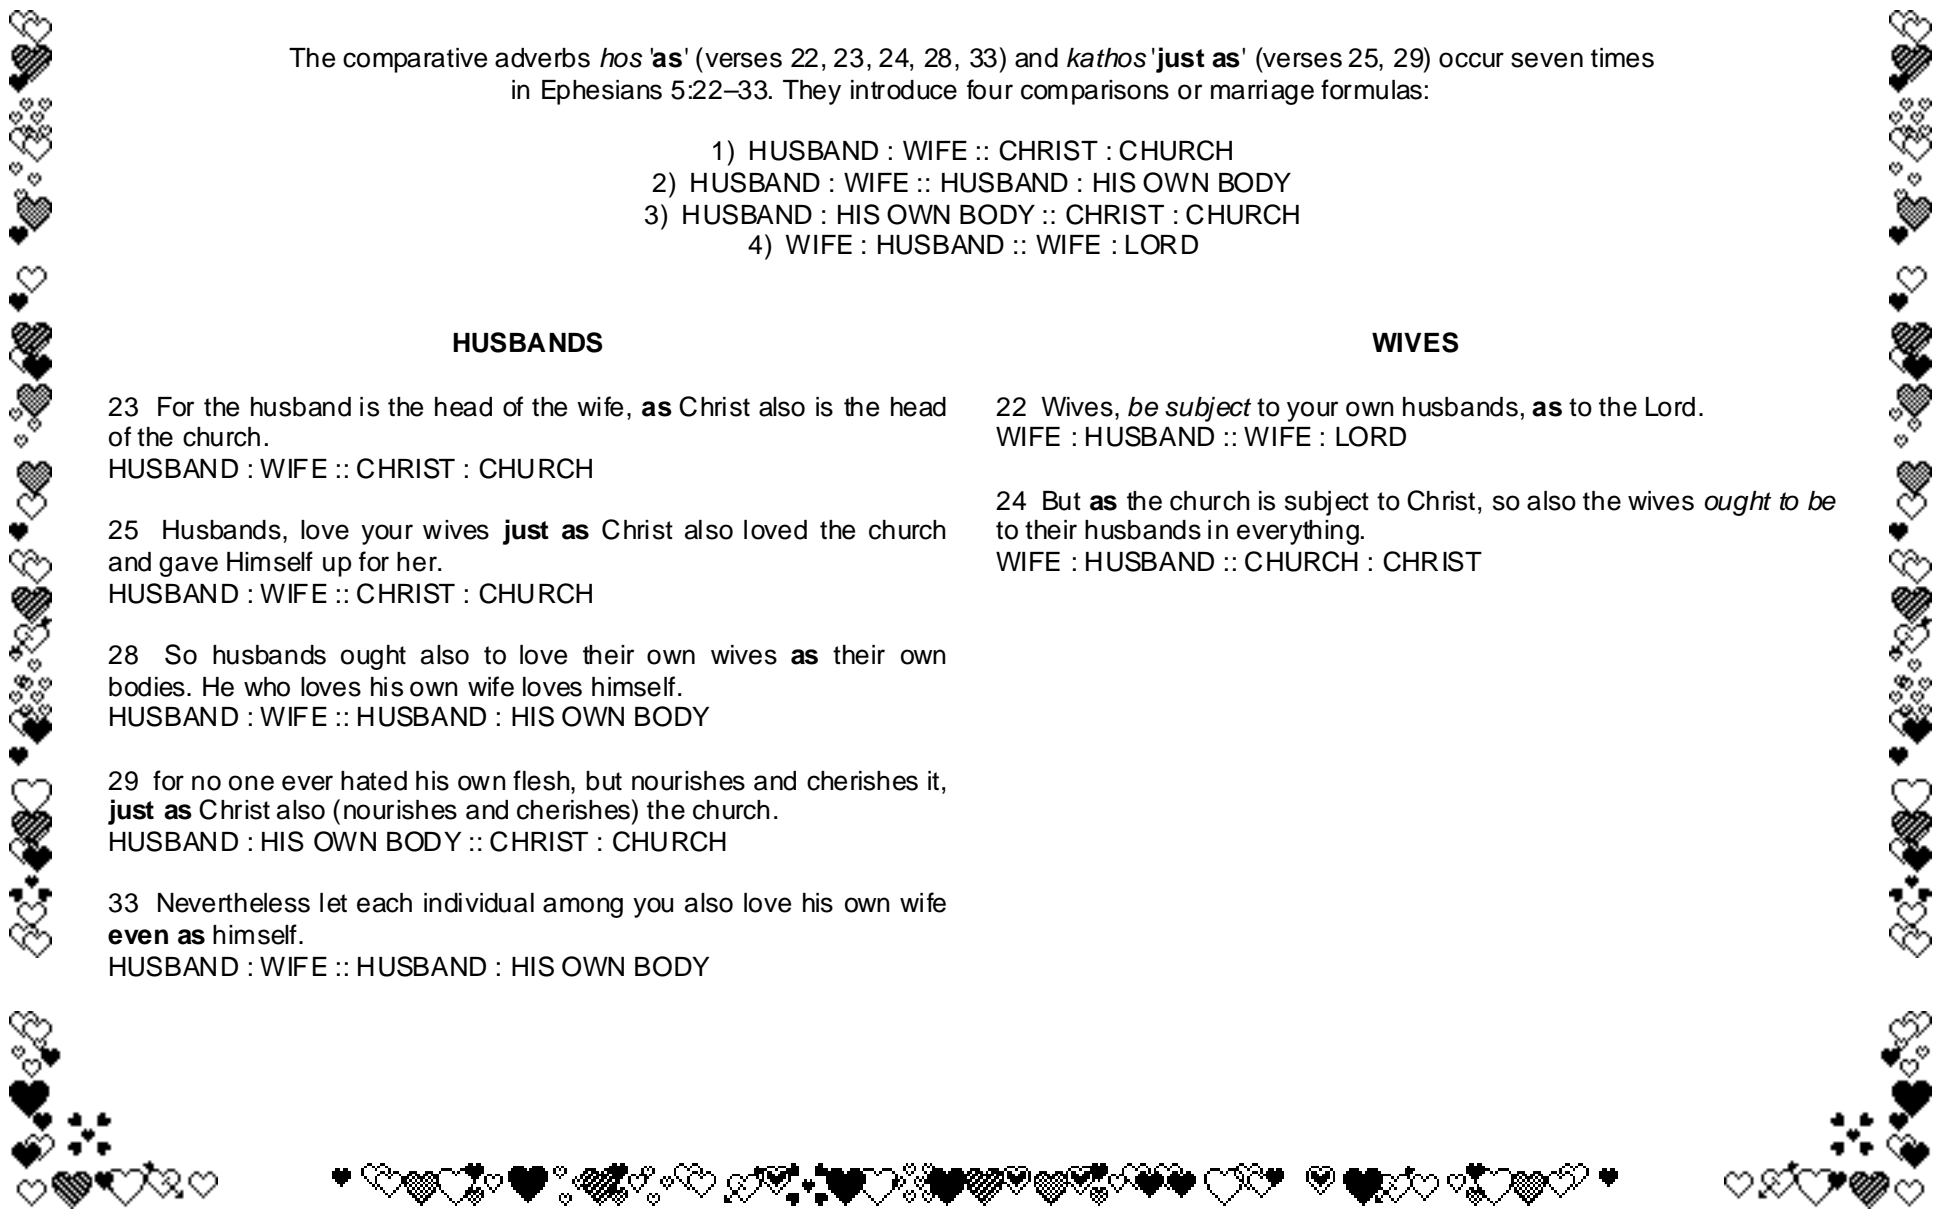 The comparative adverbs hos 'as' (verses 22, 23, 24, 28, 33) and kathos 'just as' (verses 25, 29) occur seven times
in Ephesians 5:22–33. They introduce four comparisons or marriage formulas:
1) HUSBAND : WIFE :: CHRIST : CHURCH
2) HUSBAND : WIFE :: HUSBAND : HIS OWN BODY
3) HUSBAND : HIS OWN BODY :: CHRIST : CHURCH
4) WIFE : HUSBAND :: WIFE : LORD
HUSBANDS
23 For the husband is the head of the wife, as Christ also is the head
of the church.
HUSBAND : WIFE :: CHRIST : CHURCH
25 Husbands, love your wives just as Christ also loved the church
and gave Himself up for her.
HUSBAND : WIFE :: CHRIST : CHURCH
28 So husbands ought also to love their own wives as their own
bodies. He who loves his own wife loves himself.
HUSBAND : WIFE :: HUSBAND : HIS OWN BODY
29 for no one ever hated his own flesh, but nourishes and cherishes it,
just as Christ also (nourishes and cherishes) the church.
HUSBAND : HIS OWN BODY :: CHRIST : CHURCH
33 Nevertheless let each individual among you also love his own wife
even as himself.
HUSBAND : WIFE :: HUSBAND : HIS OWN BODY
WIVES
22 Wives, be subject to your own husbands, as to the Lord.
WIFE : HUSBAND :: WIFE : LORD
24 But as the church is subject to Christ, so also the wives ought to be
to their husbands in everything.
WIFE : HUSBAND :: CHURCH : CHRIST